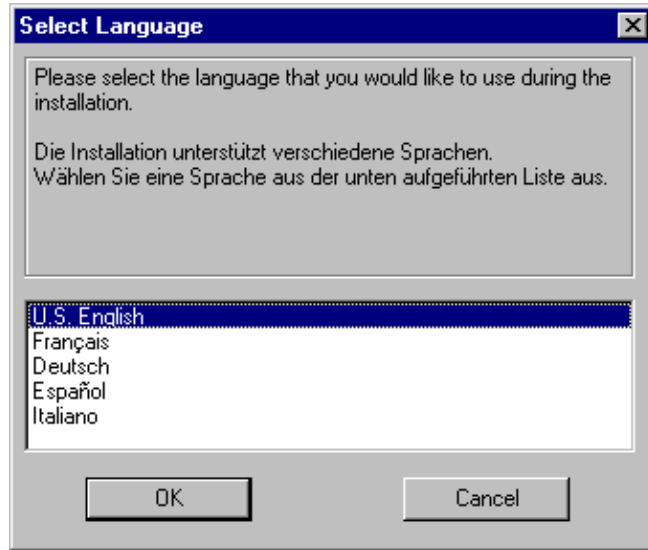 Select Language
Please select the language that you would like to use during the
installation.
Die Installation unterstützt verschiedene Sprachen.
Wählen Sie eine Sprache aus der unten aufgeführten Liste aus.
U.S. English
Français
Deutsch
Español
Italiano
OK
Cancel